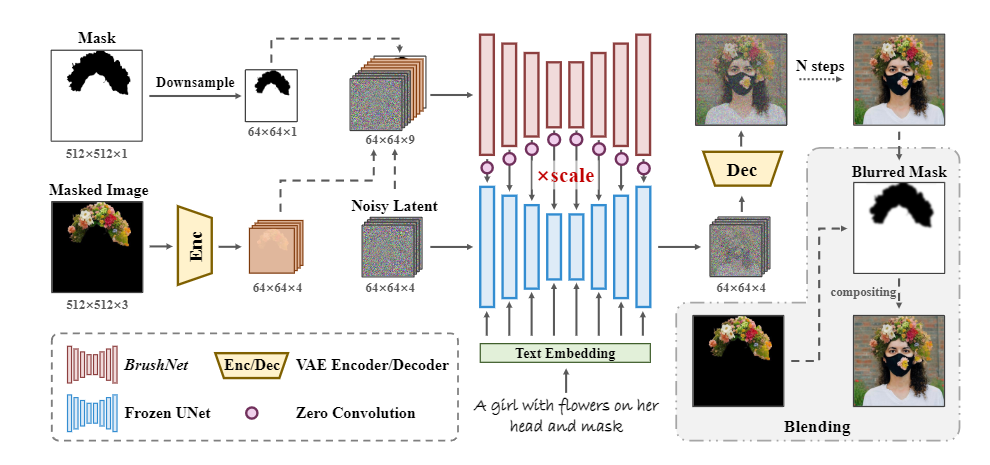 Mask
Downsample
512×512×1
64×64×1
64×64×9
Masked Image
Enc
512×512×3
64×64×4
Noisy Latent
64×64×4
×scale
Text Embedding
A girl with flowers on her
head and mask
Dec
64×64×4
N steps
Blurred Mask
compositing
Blending
BrushNet
Enc/Dec
VAE Encoder/Decoder
Frozen UNet
Zero Convolution